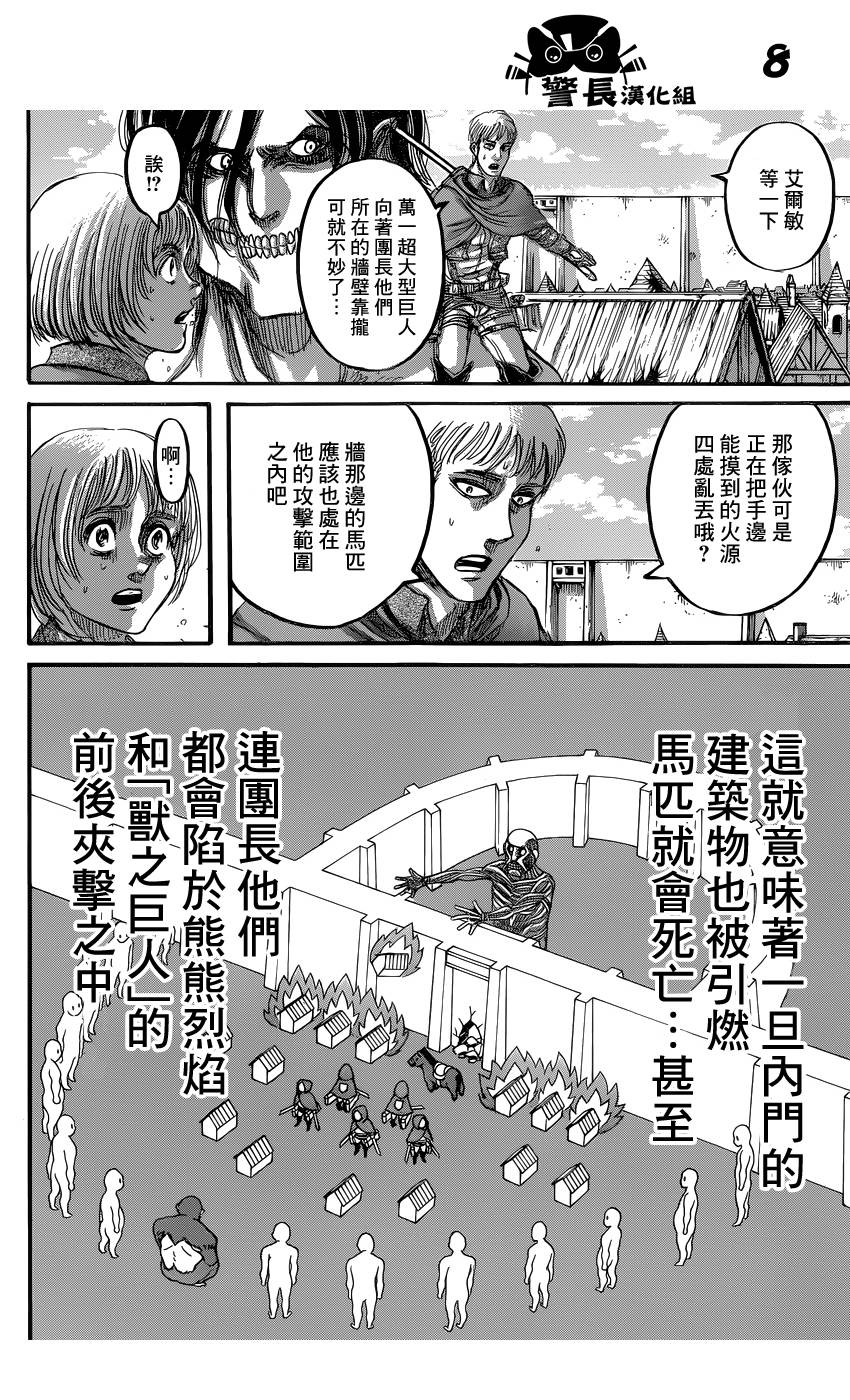 8
警長漢化組
艾爾敏
等一下
萬一超大型巨人
向著團長他們
所在的牆壁靠攏
可就不妙了…
誒!?
那傢伙可是
正在把手邊
能摸到的火源
四處亂丟哦?
牆那邊的馬匹
應該也處在
他的攻擊範圍
之內吧
啊…
這就意味著一旦內門的
建築物也被引燃
馬匹就會死亡…甚至
連團長他們
都會陷於熊熊烈焰
和「獸之巨人」的
前後夾擊之中